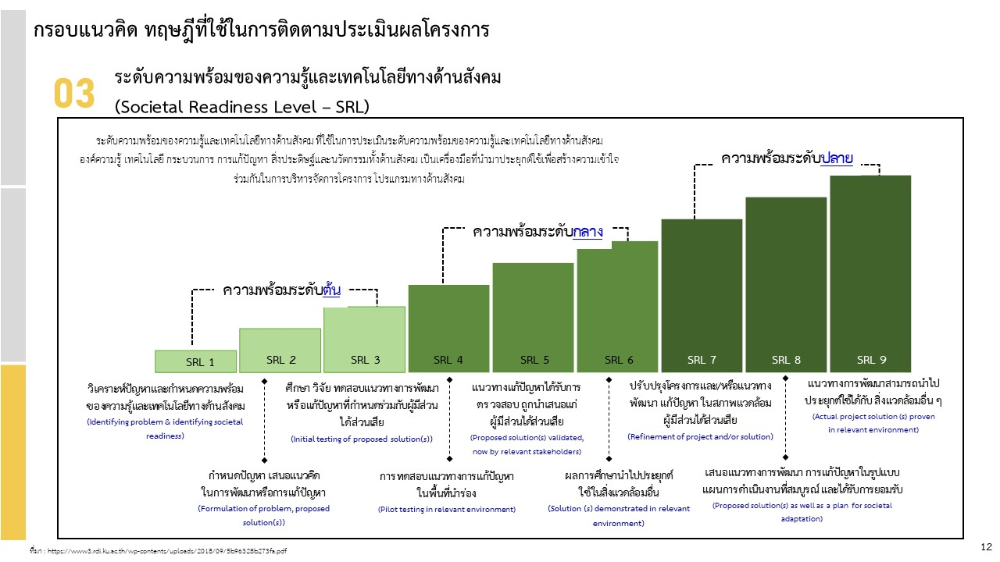 กรอบแนวคิด ทฤษฎีที่ใช้ในการติดตามประเมินผลโครงการ
03
ระดับความพร้อมของความรู้และเทคโนโลยีทางด้านสังคม
(Societal Readiness Level – SRL)
ระดับความพร้อมของความรู้และเทคโนโลยีทางด้านสังคม ที่ใช้ในการประเมินระดับความพร้อมของความรู้และเทคโนโลยีทางด้านสังคม
องค์ความรู้ เทคโนโลยี กระบวนการ การแก้ปัญหา สิ่งประดิษฐ์และนวัตกรรมทั้งด้านสังคม เป็นเครื่องมือที่นำมาประยุกต์ใช้เพื่อสร้างความเข้าใจ
ร่วมกันในการบริหารจัดการโครงการ โปรแกรมทางด้านสังคม
ความพร้อมระดับต้น
ความพร้อมระดับกลาง
ความพร้อมระดับปลาย
SRL 1
SRL 2
SRL 3
SRL 4
SRL 5
SRL 6
SRL 7
SRL 8
SRL 9
วิเคราะห์ปัญหาและกำหนดความพร้อม
ของความรู้และเทคโนโลยีทางด้านสังคม
(Identifying problem & identifying societal
readiness)
กำหนดปัญหา เสนอแนวคิด
ในการพัฒนาหรือการแก้ปัญหา
(Formulation of problem, proposed
solution(s))
ศึกษา วิจัย ทดสอบแนวทางการพัฒนา
หรือแก้ปัญหาที่กำหนดร่วมกับผู้มีส่วน
ได้ส่วนเสีย
(Initial testing of proposed solution(s))
การทดสอบแนวทางการแก้ปัญหา
ในพื้นที่นำร่อง
(Pilot testing in relevant environment)
แนวทางแก้ปัญหาได้รับการ
ตรวจสอบ ถูกนำเสนอแก่
ผู้มีส่วนได้ส่วนเสีย
(Proposed solution(s) validated,
now by relevant stakeholders)
ผลการศึกษานำไปประยุกต์
ใช้ในสิ่งแวดล้อมอื่น
(Solution (s) demonstrated in relevant
environment)
ปรับปรุงโครงการและ/หรือแนวทาง
พัฒนา แก้ปัญหา ในสภาพแวดล้อม
ผู้มีส่วนได้ส่วนเสีย
(Refinement of project and/or solution)
เสนอแนวทางการพัฒนา การแก้ปัญหาในรูปแบบ
แผนการดำเนินงานที่สมบูรณ์ และได้รับการยอมรับ
(Proposed solution(s) as well as a plan for societal
adaptation)
แนวทางการพัฒนาสามารถนำไป
ประยุกต์ใช้ได้กับ สิ่งแวดล้อมอื่น ๆ
(Actual project solution (s) proven
in relevant environment)
ที่มา : https://www3.rdi.ku.ac.th/wp-contents/uploads/2018/09/5b96328b273fa.pdf
12